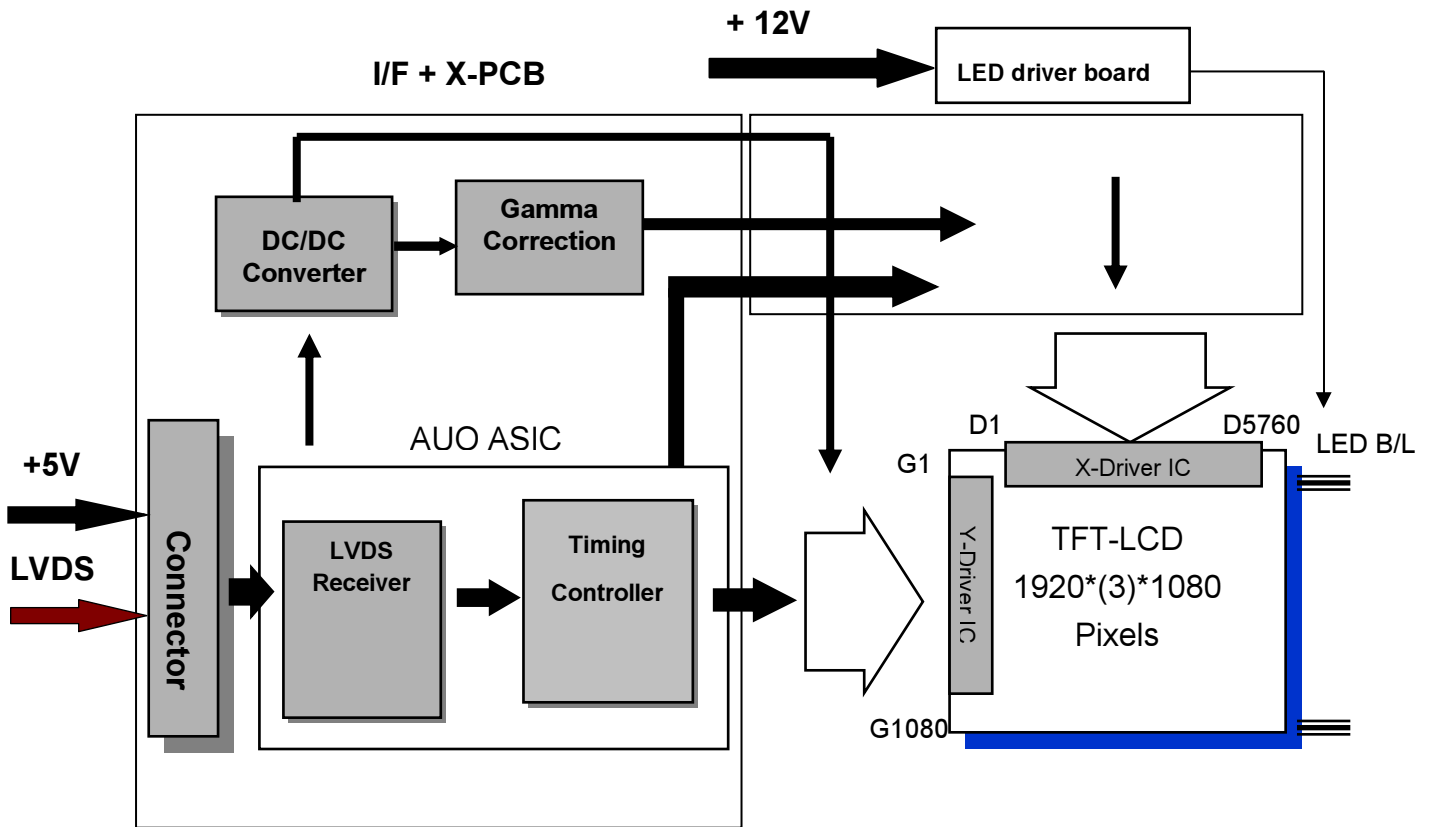 + 12V
LED driver board
I/F + X-PCB
Gamma
Correction
DC/DC
Converter
AUO ASIC
D1
D5760
LED B/L
+5V
G1
X-Driver IC
LVDS
Connector
LVDS
Receiver
Timing
Controller
Y-Driver IC
TFT-LCD
1920*(3)*1080
Pixels
G1080